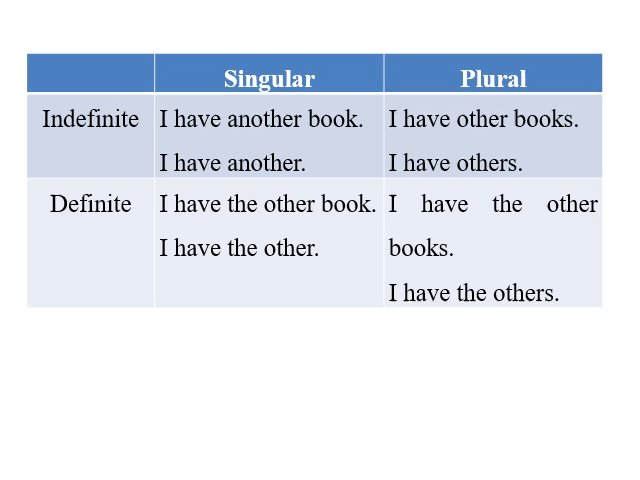 Singular Plural
Indefinite I have another book. I have other books.
I have another. I have others.
Definite I have the other book. I have the other
I have the other. books.
I have the others.